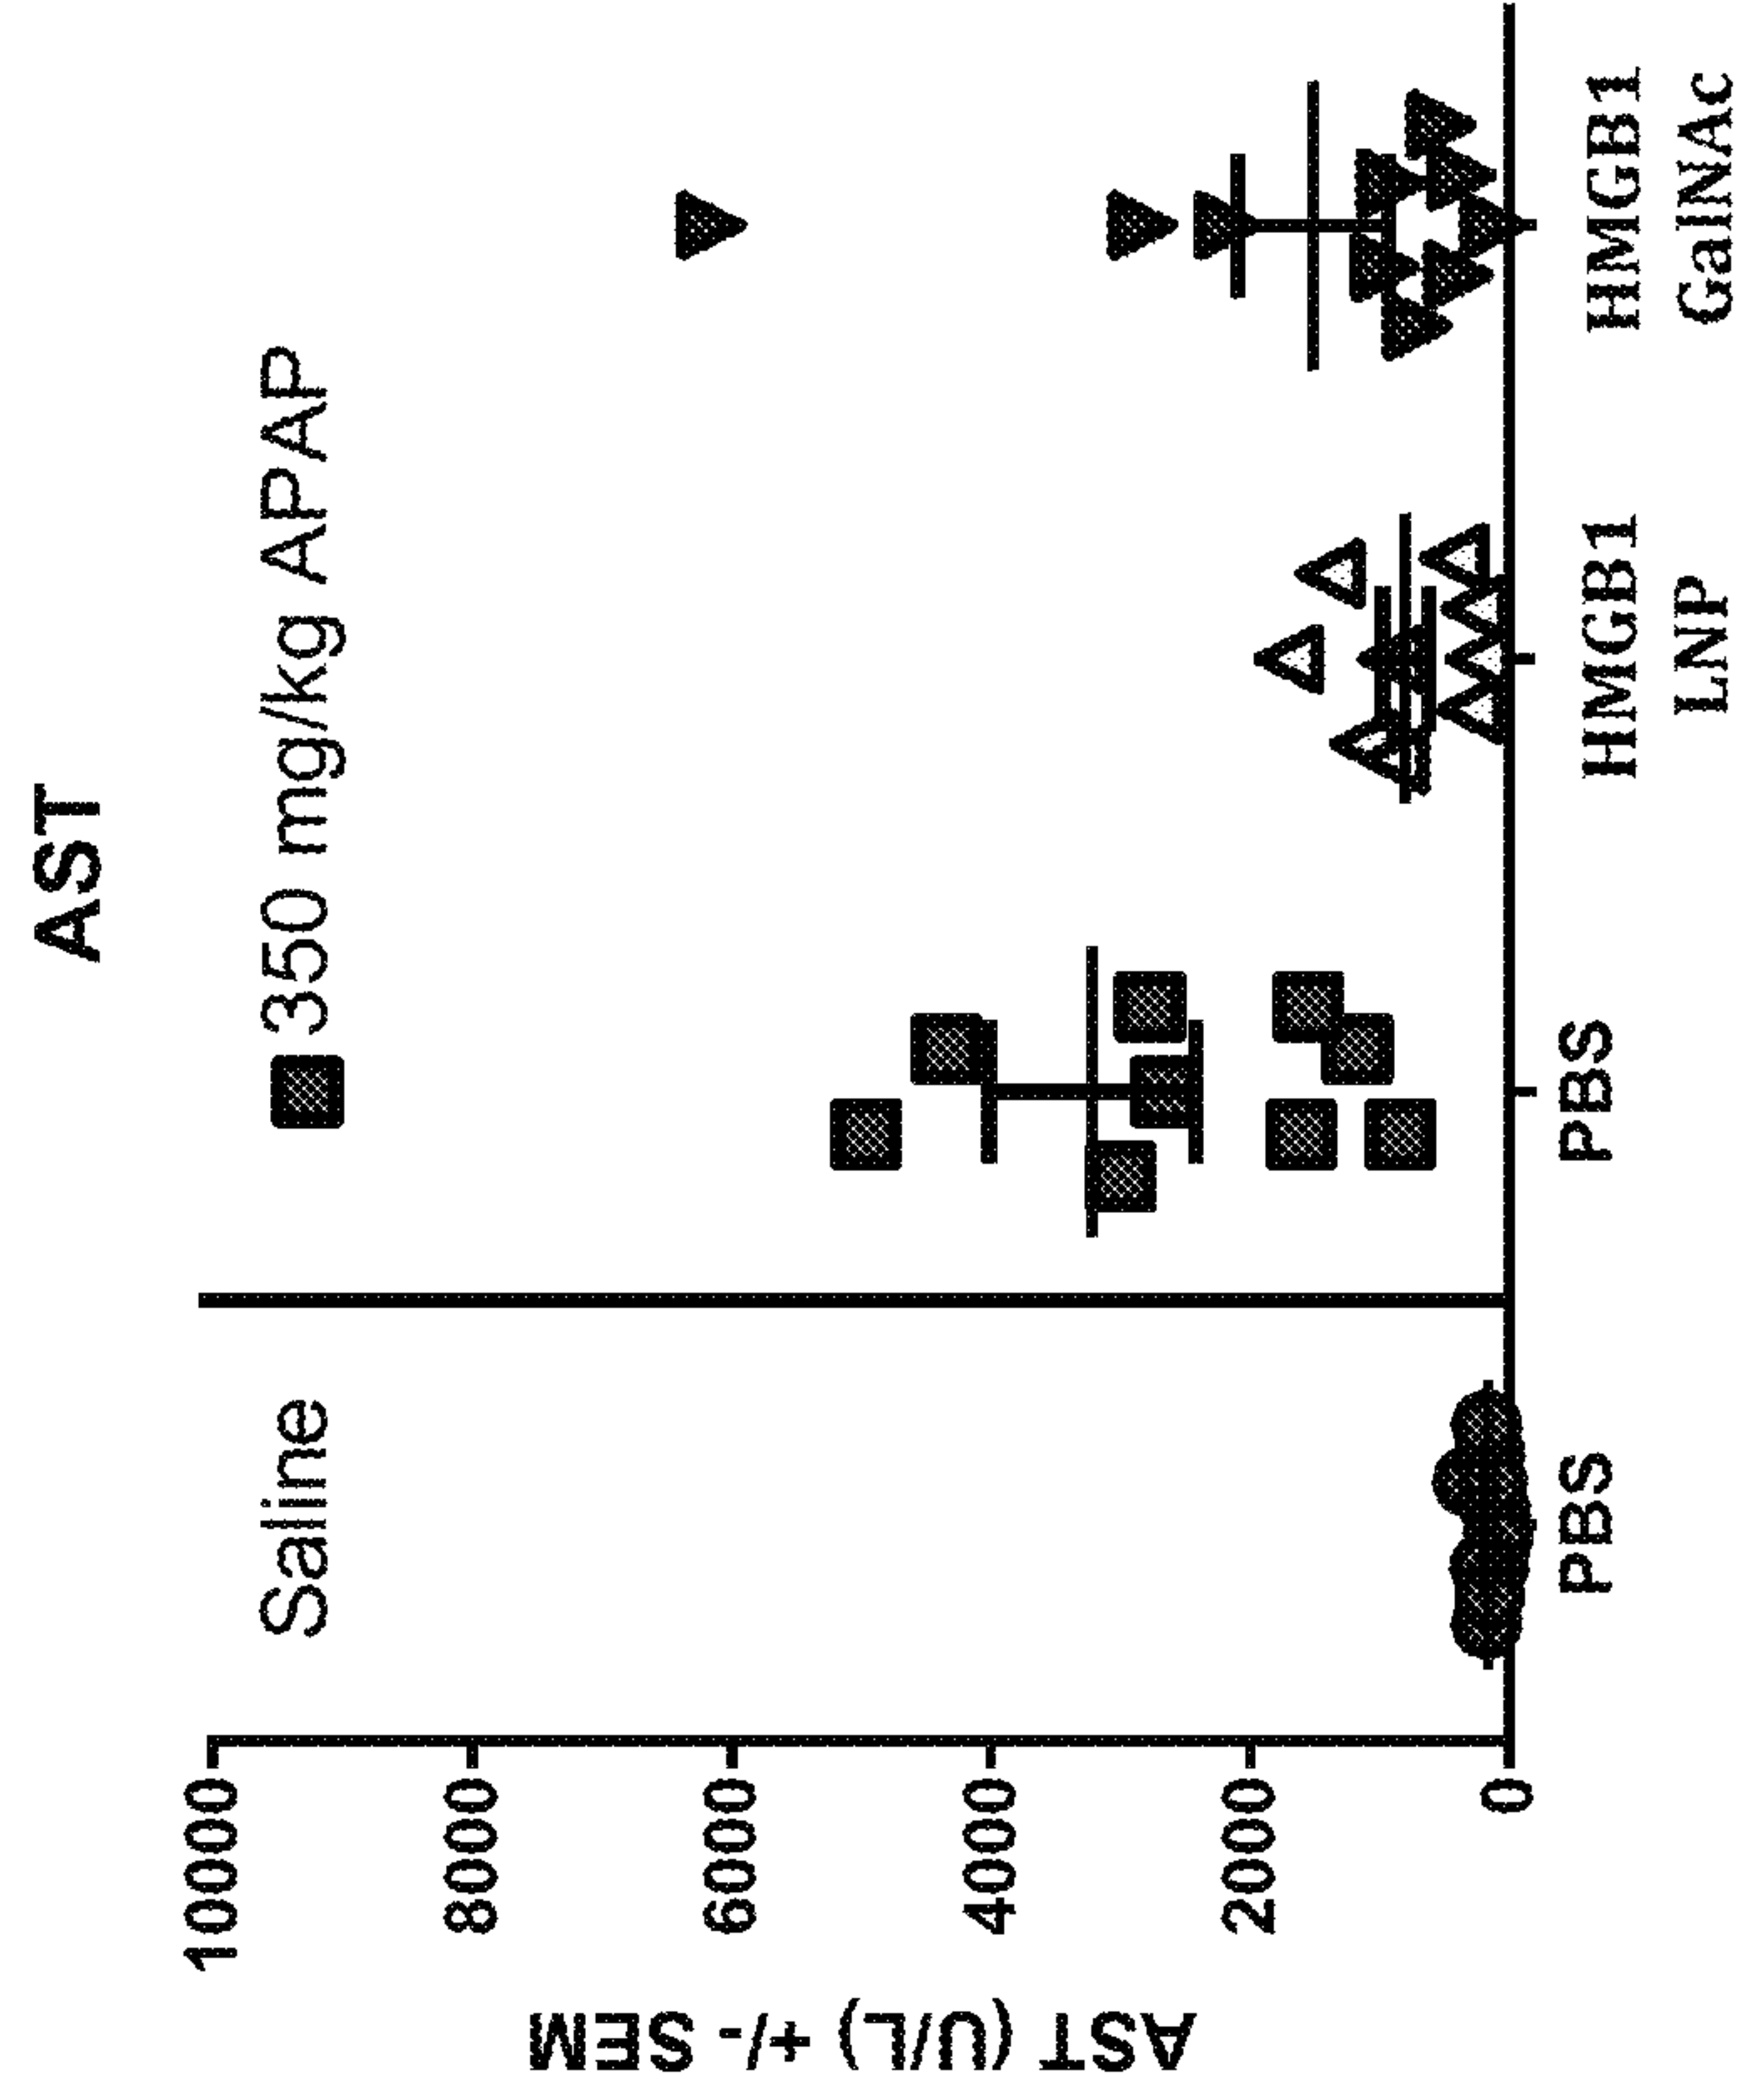 AST
Saline
350 mg/kg APAP
AST (U/L) +/- SEM
10000
8000
6000
4000
2000
0
PBS
PBS
HMGB1
LNP
HMGB1
GalNAc